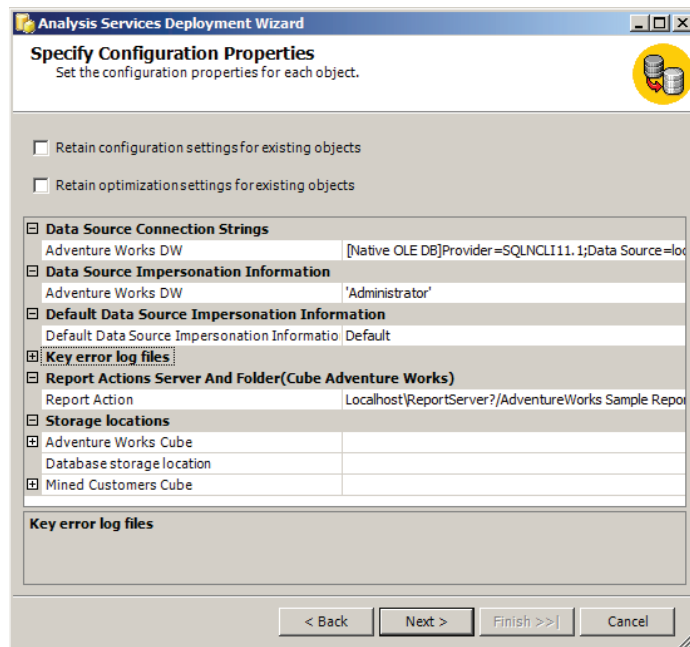 Analysis Services Deployment Wizard
Specify Configuration Properties
Set the configuration properties for each object.
Retain configuration settings for existing objects
Retain optimization settings for existing objects
Data Source Connection Strings
Adventure Works DW [Native OLE DB]Provider=SQLNCLI11.1;Data Source=loc
Data Source Impersonation Information
Adventure Works DW 'Administrator'
Default Data Source Impersonation Information
Default Data Source Impersonation Informatio Default
Key error log files
Report Actions Server And Folder(Cube Adventure Works)
Report Action Localhost\ReportServer?/AdventureWorks Sample Repor
Storage locations
Adventure Works Cube
Database storage location
Mined Customers Cube
Key error log files
< Back Next > Finish >>| Cancel